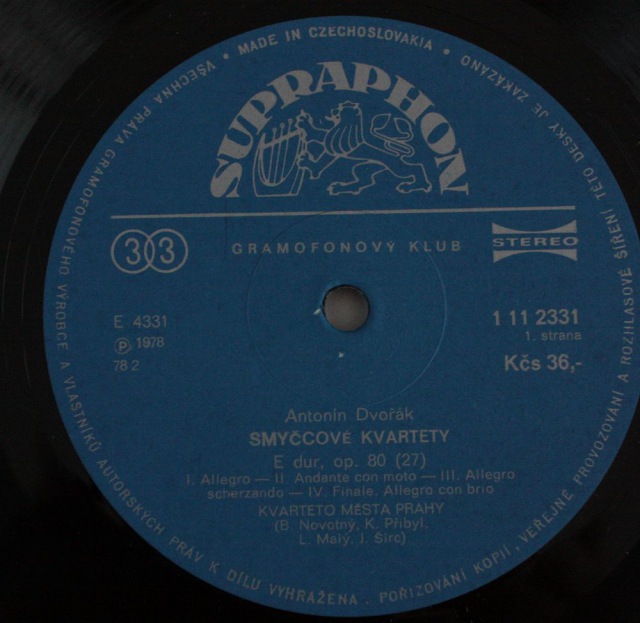 VŠECHNA PRÁVA GRAMOFONOVÉHO VÝROBCE A VLASTNÍKŮ AUTORSKÝCH PRÁV K DÍLU VYHRAŽENA . POŘIZOVÁNÍ KOPIÍ, VEŘEJNÉ PROVOZOVÁNÍ A ROZHLASOVÉ ŠÍŘENÍ TÉTO DESKY JE ZAKÁZÁNO
• MADE IN CZECHOSLOVAKIA •
SUPRAPHON
33
GRAMOFONOVÝ KLUB
STEREO
E 4331
Ⓟ 1978
78 2
1 11 2331
1. strana
Kčs 36,-
Antonín Dvořák
SMYČCOVÉ KVARTETY
E dur, op. 80 (27)
I. Allegro — II. Andante con moto — III. Allegro
scherzando — IV. Finale. Allegro con brio
KVARTETO MĚSTA PRAHY
(B. Novotný, K. Přibyl,
L. Malý, J. Šírc)